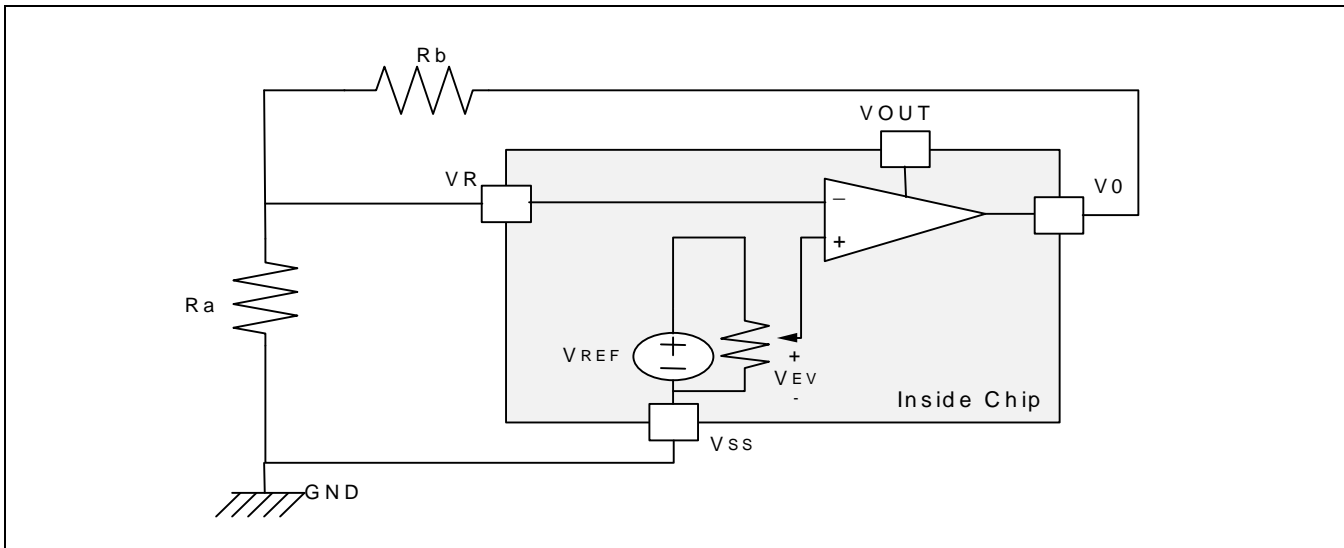 Rb
VOUT
VR
V0
−
+
Ra
VREF
+
−
+
VEV
-
Inside Chip
VSS
GND